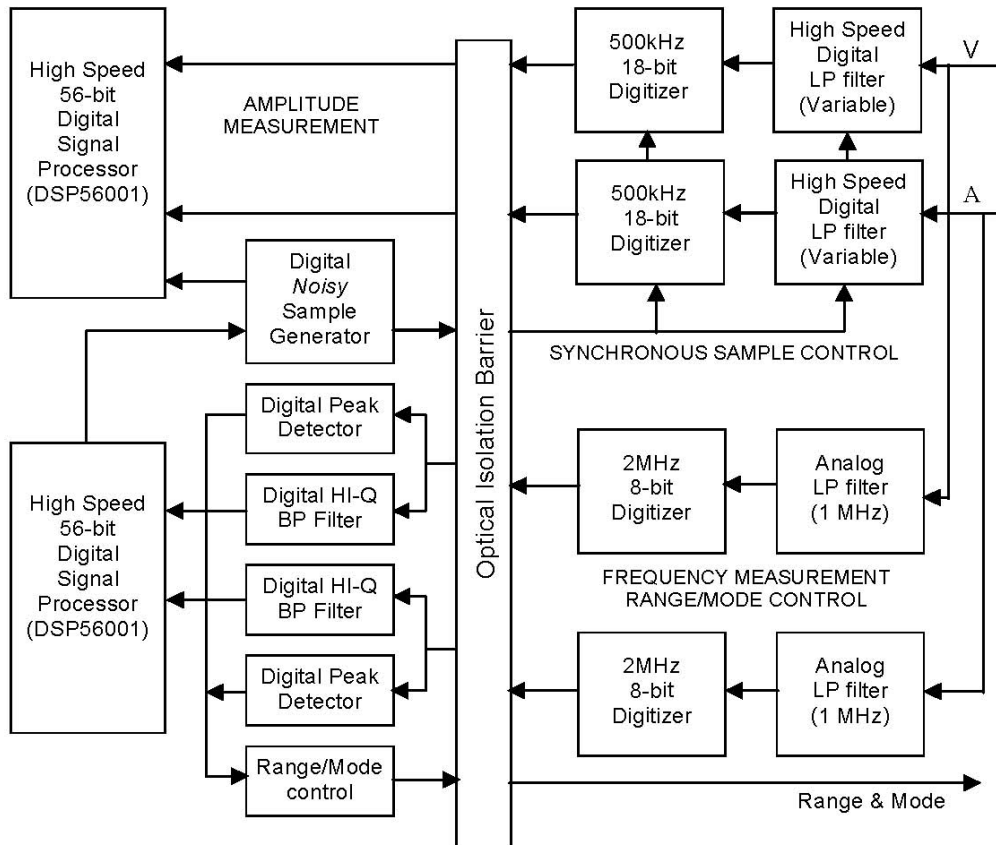 High Speed
56-bit
Digital
Signal
Processor
(DSP56001)
AMPLITUDE
MEASUREMENT
500kHz
18-bit
Digitizer
High Speed
Digital
LP filter
(Variable)
V
500kHz
18-bit
Digitizer
High Speed
Digital
LP filter
(Variable)
A
Digital
Noisy
Sample
Generator
Optical Isolation Barrier
SYNCHRONOUS SAMPLE CONTROL
Digital Peak
Detector
Digital HI-Q
BP Filter
High Speed
56-bit
Digital
Signal
Processor
(DSP56001)
2MHz
8-bit
Digitizer
Analog
LP filter
(1 MHz)
Digital HI-Q
BP Filter
FREQUENCY MEASUREMENT
RANGE/MODE CONTROL
Digital Peak
Detector
2MHz
8-bit
Digitizer
Analog
LP filter
(1 MHz)
Range/Mode
control
Range & Mode